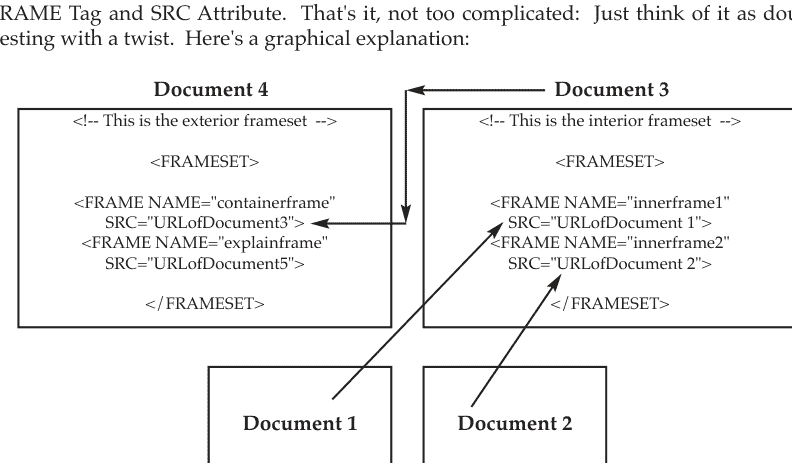 RAME Tag and SRC Attribute. That's it, not too complicated: Just think of it as dou
esting with a twist. Here's a graphical explanation:
Document 4
<!-- This is the exterior frameset -->
<FRAMESET>
<FRAME NAME="containerframe"
SRC="URLofDocument3">
<FRAME NAME="explainframe"
SRC="URLofDocument5">
</FRAMESET>
Document 3
<!-- This is the interior frameset -->
<FRAMESET>
<FRAME NAME="innerframe1"
SRC="URLofDocument 1">
<FRAME NAME="innerframe2"
SRC="URLofDocument 2">
</FRAMESET>
Document 1
Document 2